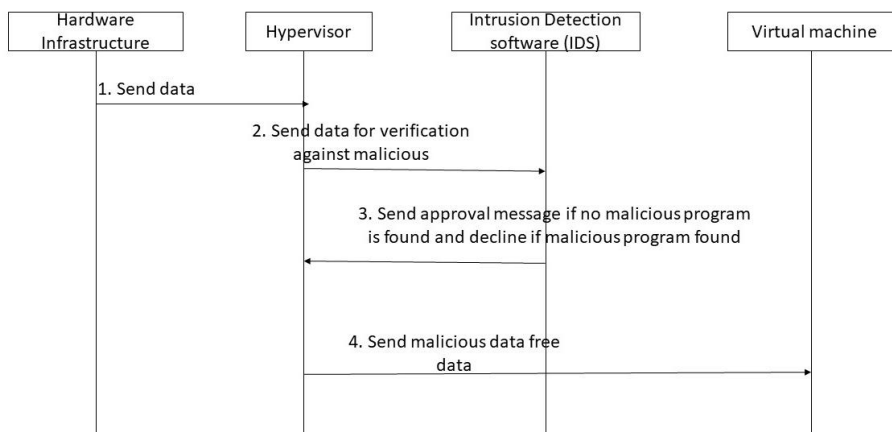 Hardware
Infrastructure
Hypervisor
Intrusion Detection
software (IDS)
Virtual machine
1. Send data
2. Send data for verification
against malicious
3. Send approval message if no malicious program
is found and decline if malicious program found
4. Send malicious data free
data